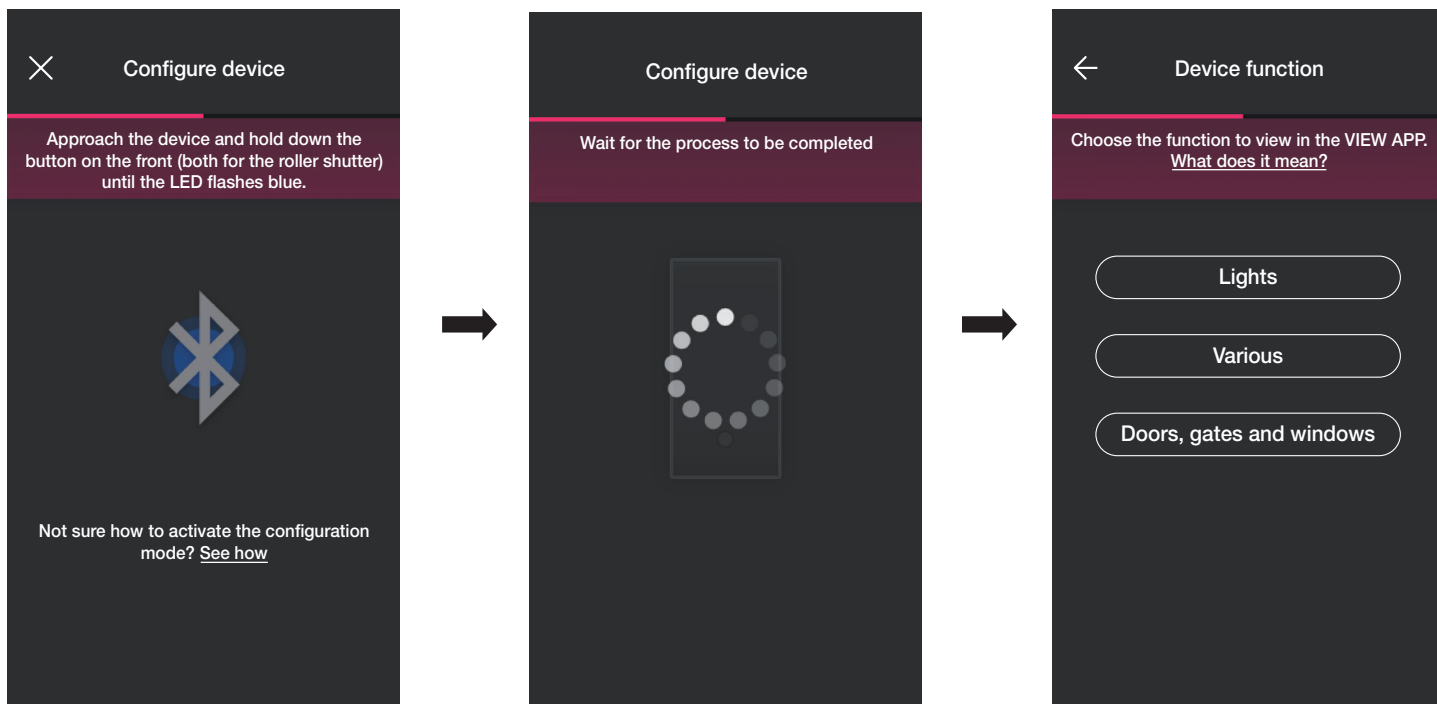 Configure device
Approach the device and hold down the
button on the front (both for the roller shutter)
until the LED flashes blue.
Not sure how to activate the configuration
mode? See how
Configure device
Wait for the process to be completed
Device function
Choose the function to view in the VIEW APP.
What does it mean?
Lights
Various
Doors, gates and windows